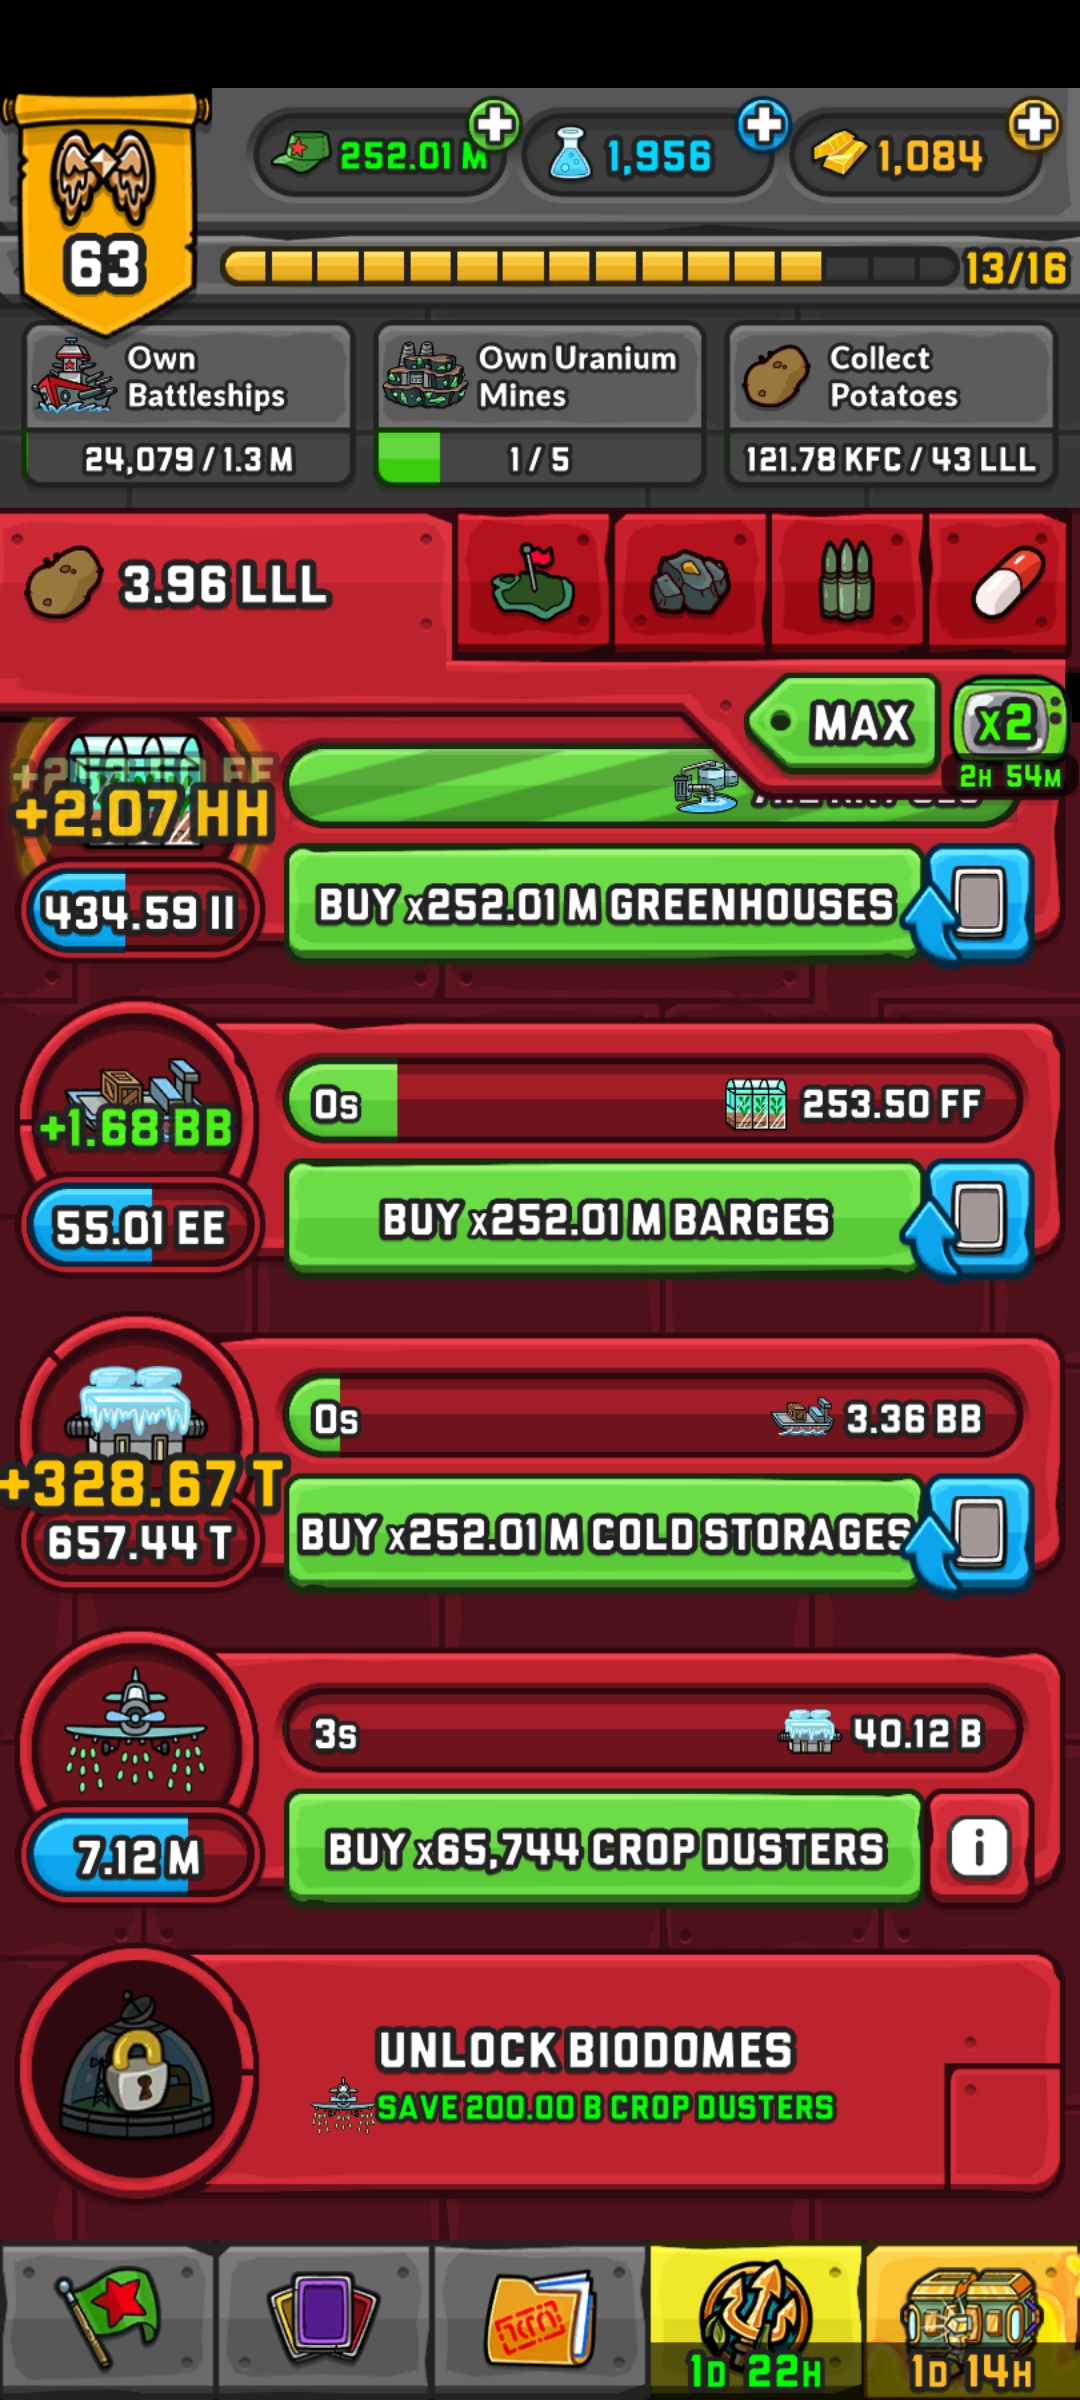 252.01 M
1,956
1,084
63
13/16
Own
Battleships
24,079 / 1.3 M
Own Uranium
Mines
1 / 5
Collect
Potatoes
121.78 KFC / 43 LLL
3.96 LLL
MAX
X2
2H 54M
+2.07 HH
434.59 II
BUY x252.01 M GREENHOUSES
+1.68 BB
0s
253.50 FF
55.01 EE
BUY x252.01 M BARGES
0s
3.36 BB
+328.67 T
657.44 T
BUY x252.01 M COLD STORAGES
3s
40.12 B
7.12 M
BUY x65,744 CROP DUSTERS
i
UNLOCK BIODOMES
SAVE 200.00 B CROP DUSTERS
1D 22H
1D 14H